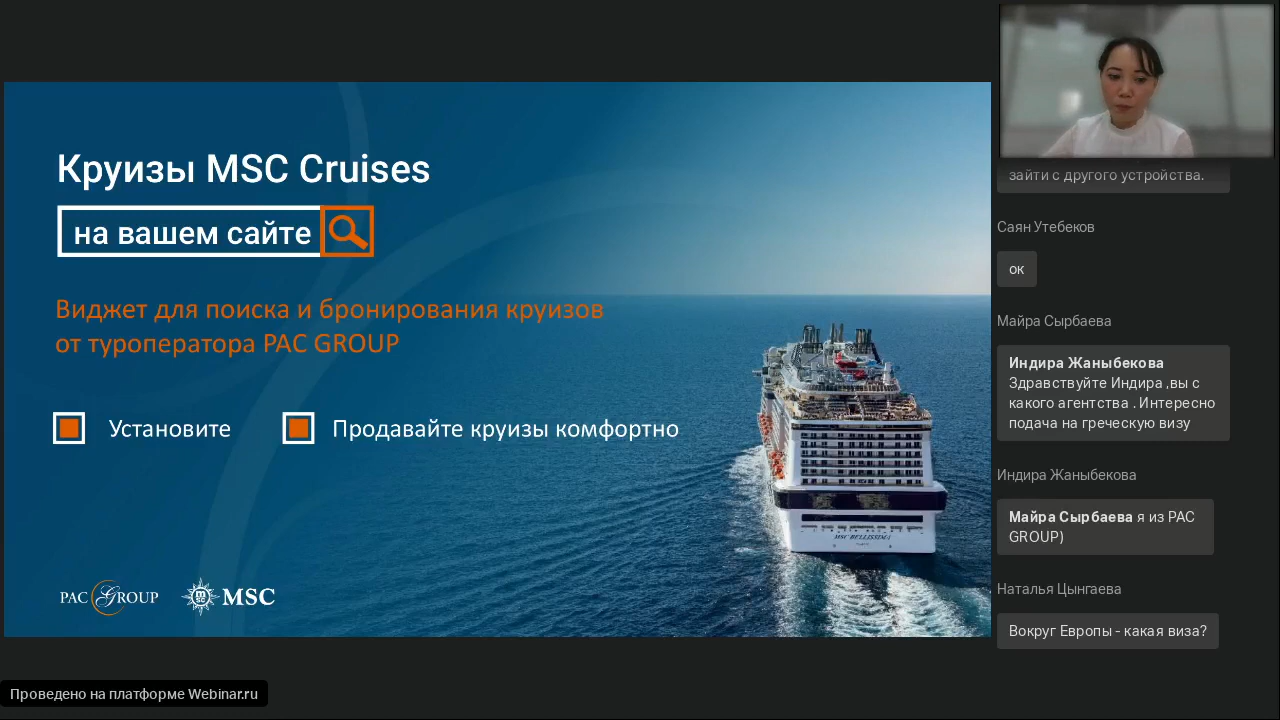 Круизы MSC Cruises
на вашем сайте
Виджет для поиска и бронирования круизов
от туроператора PAC GROUP
Установите
Продавайте круизы комфортно
PAC GROUP
MSC
MSC
MSC BELLISSIMA
зайти с другого устройства.
Саян Утебеков
ок
Майра Сырбаева
Индира Жаныбекова
Здравствуйте Индира ,вы с
какого агентства . Интересно
подача на греческую визу
Индира Жаныбекова
Майра Сырбаева я из PAC
GROUP)
Наталья Цынгаева
Вокруг Европы - какая виза?
Проведено на платформе Webinar.ru